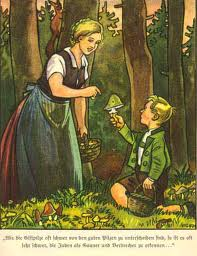 „Wie die Giftpilze oft schwer von den guten Pilzen zu unterscheiden sind, so ist es oft
sehr schwer, die Juden als Gauner und Verbrecher zu erkennen. . . ."